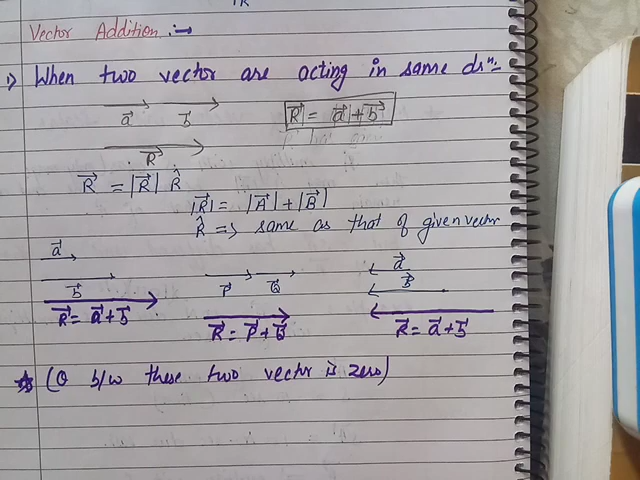 Vector Addition :→
1) When two vector are acting in same dirⁿ:-
a⃗ b⃗
R⃗ = a⃗ + b⃗
R⃗
R⃗ = |R⃗| R̂
|R⃗| = |A⃗| + |B⃗|
R̂ => same as that of given vector
a⃗
b⃗
R⃗ = a⃗ + b⃗
P⃗ Q⃗
R⃗ = P⃗ + Q⃗
a⃗
b⃗
R⃗ = a⃗ + b⃗
(θ b/w these two vector is zero)